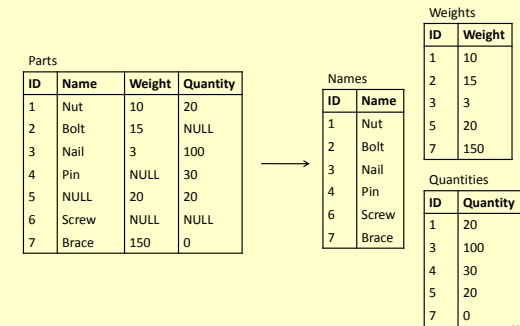 Parts
ID Name Weight Quantity
1 Nut 10 20
2 Bolt 15 NULL
3 Nail 3 100
4 Pin NULL 30
5 NULL 20 20
6 Screw NULL NULL
7 Brace 150 0
Names
ID Name
1 Nut
2 Bolt
3 Nail
4 Pin
6 Screw
7 Brace
Weights
ID Weight
1 10
2 15
3 3
5 20
7 150
Quantities
ID Quantity
1 20
3 100
4 30
5 20
7 0